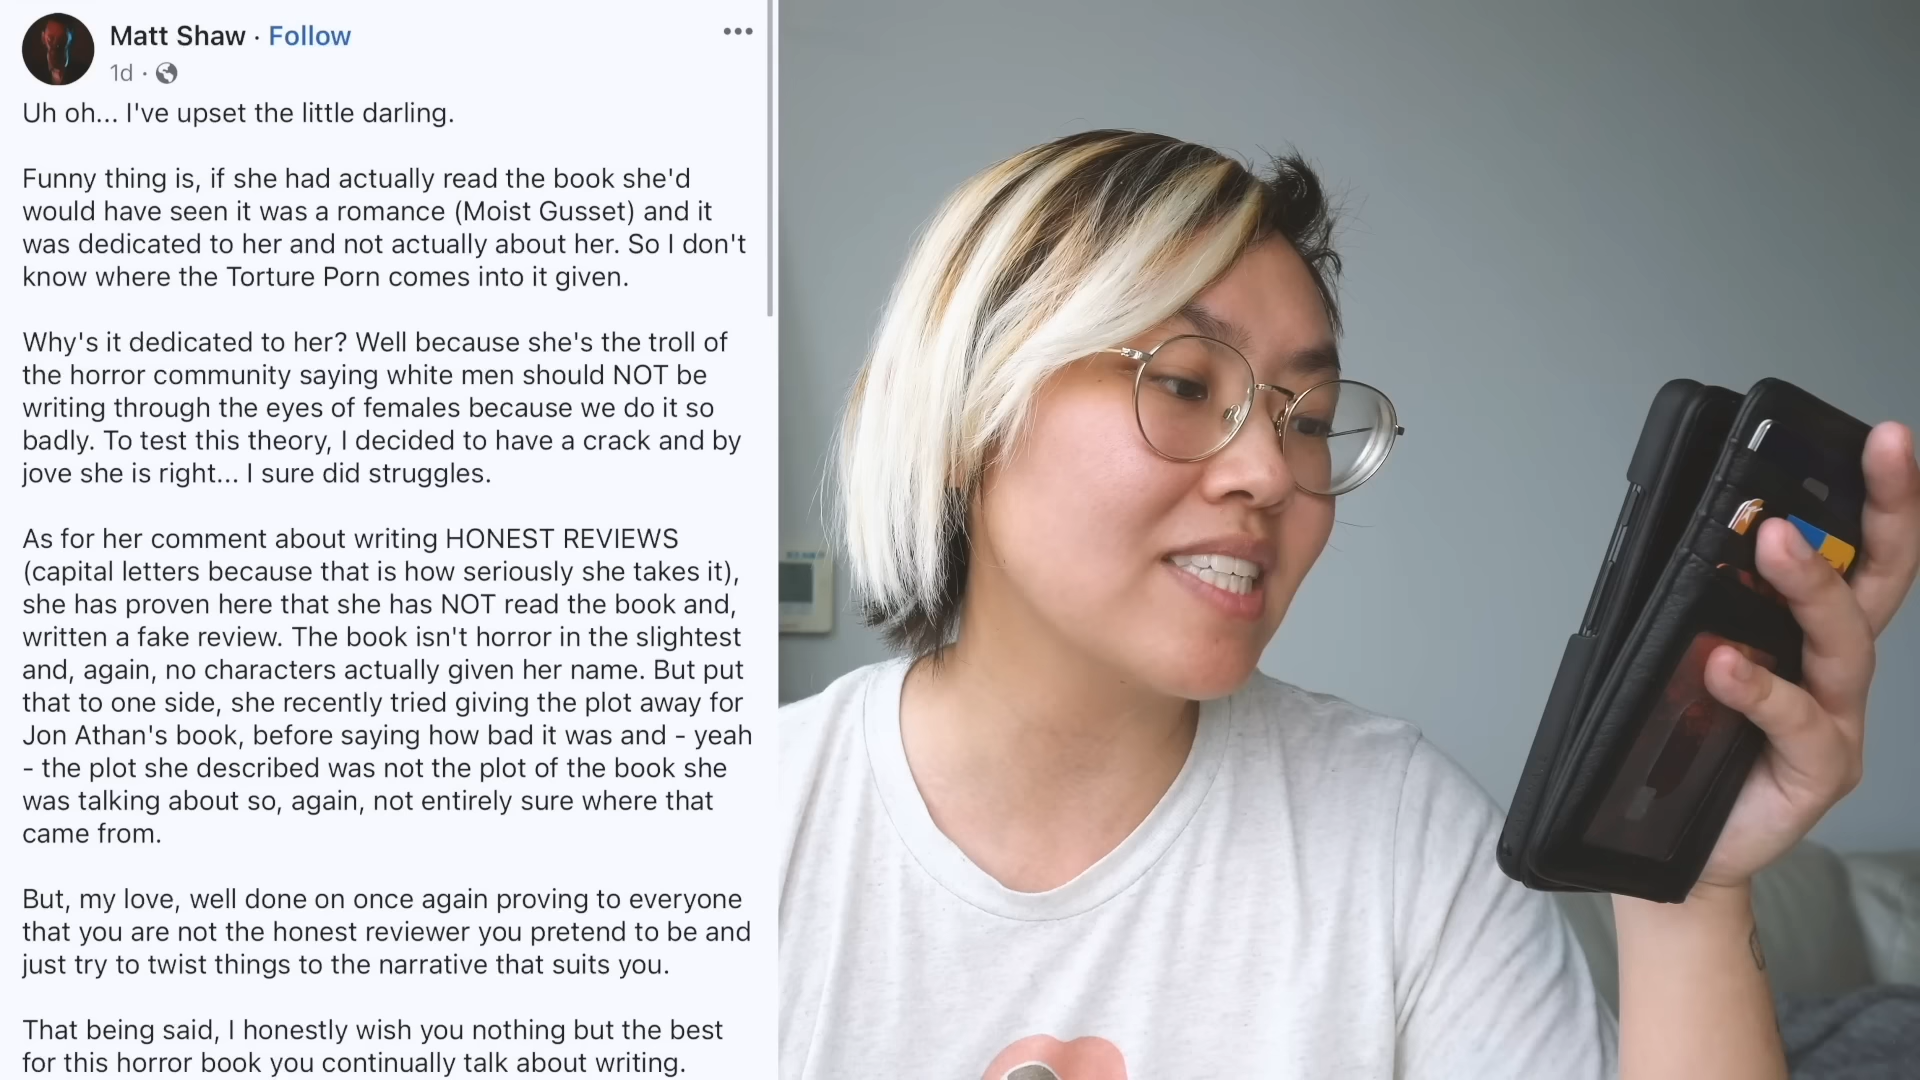 Matt Shaw · Follow
1d ·
Uh oh... I've upset the little darling.
Funny thing is, if she had actually read the book she'd
would have seen it was a romance (Moist Gusset) and it
was dedicated to her and not actually about her. So I don't
know where the Torture Porn comes into it given.
Why's it dedicated to her? Well because she's the troll of
the horror community saying white men should NOT be
writing through the eyes of females because we do it so
badly. To test this theory, I decided to have a crack and by
jove she is right... I sure did struggles.
As for her comment about writing HONEST REVIEWS
(capital letters because that is how seriously she takes it),
she has proven here that she has NOT read the book and,
written a fake review. The book isn't horror in the slightest
and, again, no characters actually given her name. But put
that to one side, she recently tried giving the plot away for
Jon Athan's book, before saying how bad it was and - yeah
- the plot she described was not the plot of the book she
was talking about so, again, not entirely sure where that
came from.
But, my love, well done on once again proving to everyone
that you are not the honest reviewer you pretend to be and
just try to twist things to the narrative that suits you.
That being said, I honestly wish you nothing but the best
for this horror book you continually talk about writing.